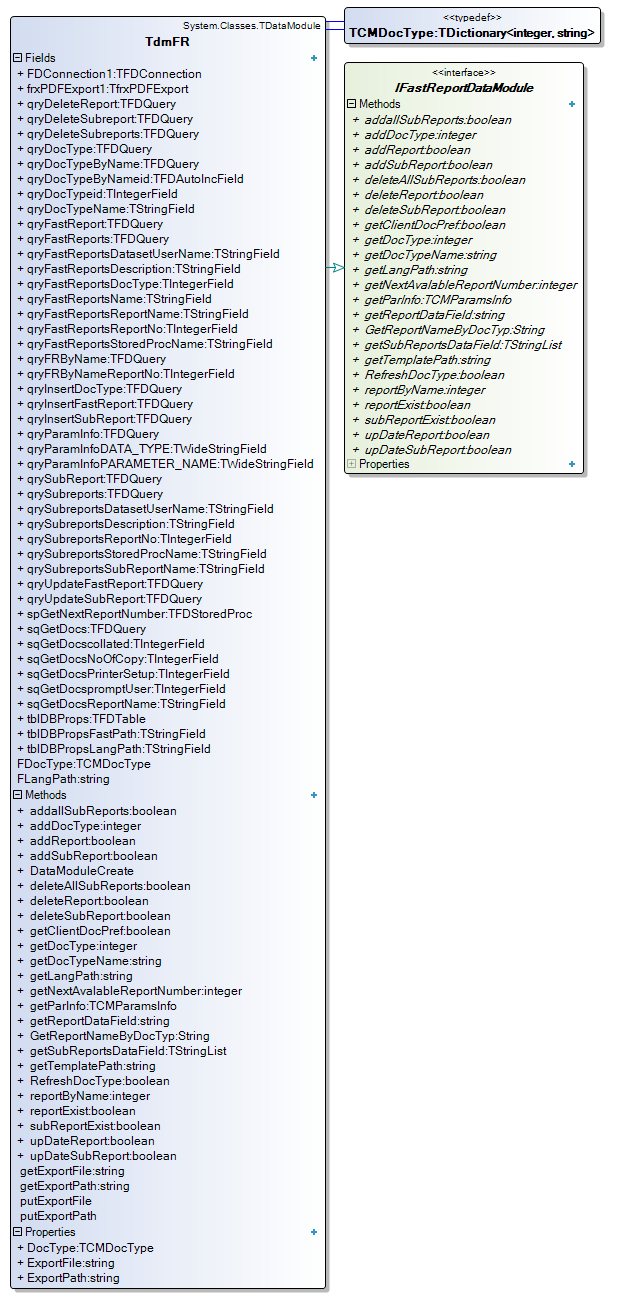 System.Classes.TDataModule
TdmFR
Fields
+ FDConnection1:TFDConnection
+ frxPDFExport1:TfrxPDFExport
+ qryDeleteReport:TFDQuery
+ qryDeleteSubreport:TFDQuery
+ qryDeleteSubreports:TFDQuery
+ qryDocType:TFDQuery
+ qryDocTypeByName:TFDQuery
+ qryDocTypeByNameid:TFDAutoIncField
+ qryDocTypeid:TIntegerField
+ qryDocTypeName:TStringField
+ qryFastReport:TFDQuery
+ qryFastReports:TFDQuery
+ qryFastReportsDatasetUserName:TStringField
+ qryFastReportsDescription:TStringField
+ qryFastReportsDocType:TIntegerField
+ qryFastReportsName:TStringField
+ qryFastReportsReportName:TStringField
+ qryFastReportsReportNo:TIntegerField
+ qryFastReportsStoredProcName:TStringField
+ qryFRByName:TFDQuery
+ qryFRByNameReportNo:TIntegerField
+ qryInsertDocType:TFDQuery
+ qryInsertFastReport:TFDQuery
+ qryInsertSubReport:TFDQuery
+ qryParamInfo:TFDQuery
+ qryParamInfoDATA_TYPE:TWideStringField
+ qryParamInfoPARAMETER_NAME:TWideStringField
+ qrySubReport:TFDQuery
+ qrySubreports:TFDQuery
+ qrySubreportsDatasetUserName:TStringField
+ qrySubreportsDescription:TStringField
+ qrySubreportsReportNo:TIntegerField
+ qrySubreportsStoredProcName:TStringField
+ qrySubreportsSubReportName:TStringField
+ qryUpdateFastReport:TFDQuery
+ qryUpdateSubReport:TFDQuery
+ spGetNextReportNumber:TFDStoredProc
+ sqGetDocs:TFDQuery
+ sqGetDocscollated:TIntegerField
+ sqGetDocsNoOfCopy:TIntegerField
+ sqGetDocsPrinterSetup:TIntegerField
+ sqGetDocspromptUser:TIntegerField
+ sqGetDocsReportName:TStringField
+ tblDBProps:TFDTable
+ tblDBPropsFastPath:TStringField
+ tblDBPropsLangPath:TStringField
FDocType:TCMDocType
FLangPath:string
Methods
+ addallSubReports:boolean
+ addDocType:integer
+ addReport:boolean
+ addSubReport:boolean
+ DataModuleCreate
+ deleteAllSubReports:boolean
+ deleteReport:boolean
+ deleteSubReport:boolean
+ getClientDocPref:boolean
+ getDocType:integer
+ getDocTypeName:string
+ getLangPath:string
+ getNextAvalableReportNumber:integer
+ getParInfo:TCMParamsInfo
+ getReportDataField:string
+ GetReportNameByDocTyp:String
+ getSubReportsDataField:TStringList
+ getTemplatePath:string
+ RefreshDocType:boolean
+ reportByName:integer
+ reportExist:boolean
+ subReportExist:boolean
+ upDateReport:boolean
+ upDateSubReport:boolean
getExportFile:string
getExportPath:string
putExportFile
putExportPath
Properties
+ DocType:TCMDocType
+ ExportFile:string
+ ExportPath:string
<<typedef>>
TCMDocType:TDictionary<integer, string>
<<interface>>
IFastReportDataModule
Methods
+ addallSubReports:boolean
+ addDocType:integer
+ addReport:boolean
+ addSubReport:boolean
+ deleteAllSubReports:boolean
+ deleteReport:boolean
+ deleteSubReport:boolean
+ getClientDocPref:boolean
+ getDocType:integer
+ getDocTypeName:string
+ getLangPath:string
+ getNextAvalableReportNumber:integer
+ getParInfo:TCMParamsInfo
+ getReportDataField:string
+ GetReportNameByDocTyp:String
+ getSubReportsDataField:TStringList
+ getTemplatePath:string
+ RefreshDocType:boolean
+ reportByName:integer
+ reportExist:boolean
+ subReportExist:boolean
+ upDateReport:boolean
+ upDateSubReport:boolean
Properties